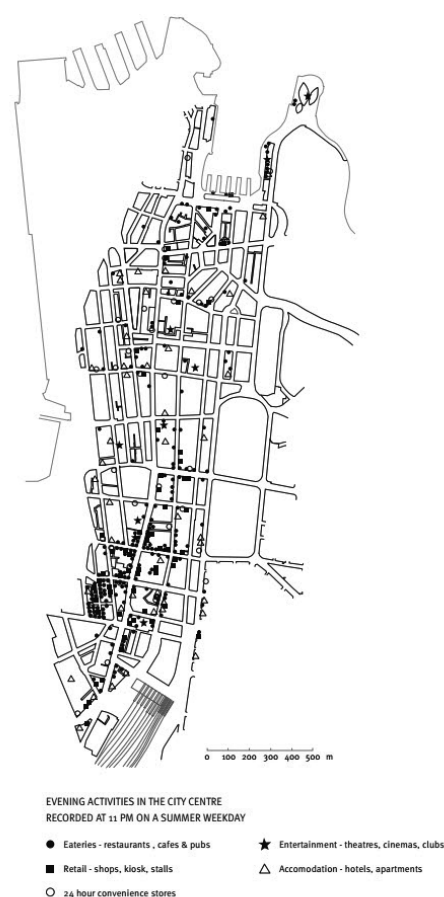 0 100 200 300 400 500 m
EVENING ACTIVITIES IN THE CITY CENTRE
RECORDED AT 11 PM ON A SUMMER WEEKDAY
Eateries - restaurants , cafes & pubs
Entertainment - theatres, cinemas, clubs
Retail - shops, kiosk, stalls
Accomodation - hotels, apartments
24 hour convenience stores